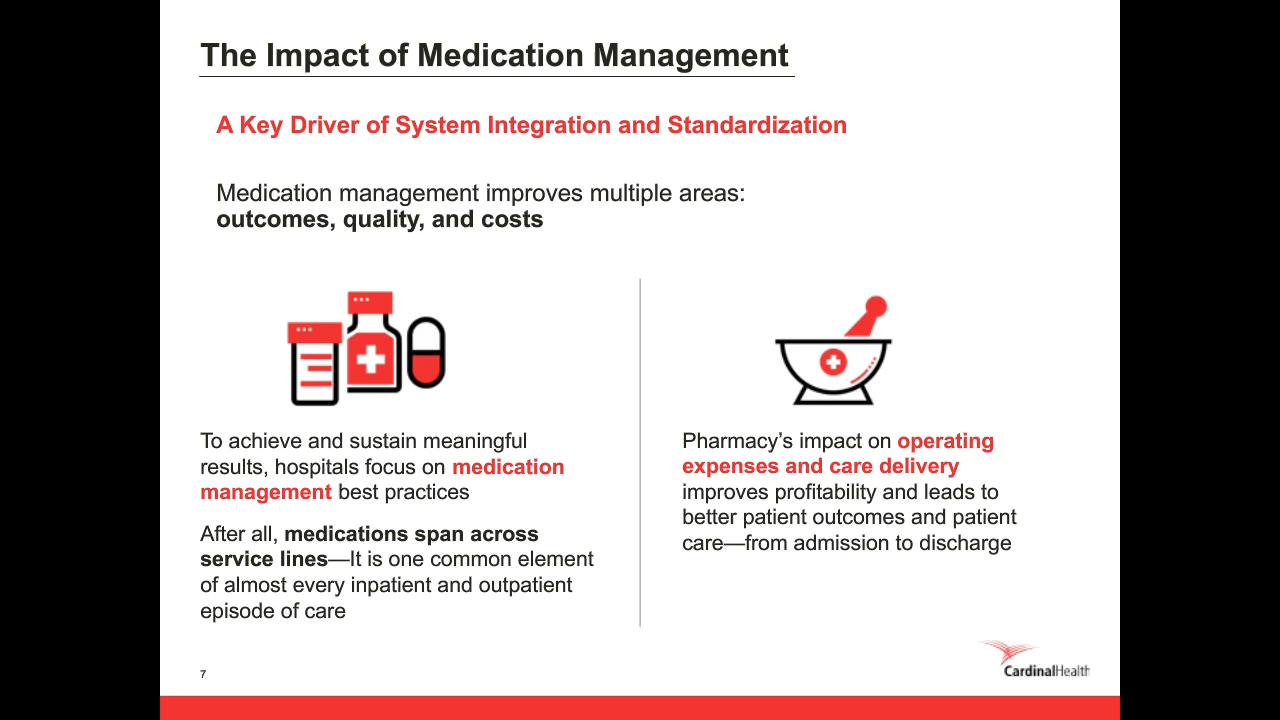 The Impact of Medication Management
A Key Driver of System Integration and Standardization
Medication management improves multiple areas:
outcomes, quality, and costs
To achieve and sustain meaningful
results, hospitals focus on medication
management best practices
After all, medications span across
service lines—It is one common element
of almost every inpatient and outpatient
episode of care
Pharmacy’s impact on operating
expenses and care delivery
improves profitability and leads to
better patient outcomes and patient
care—from admission to discharge
7
CardinalHealth